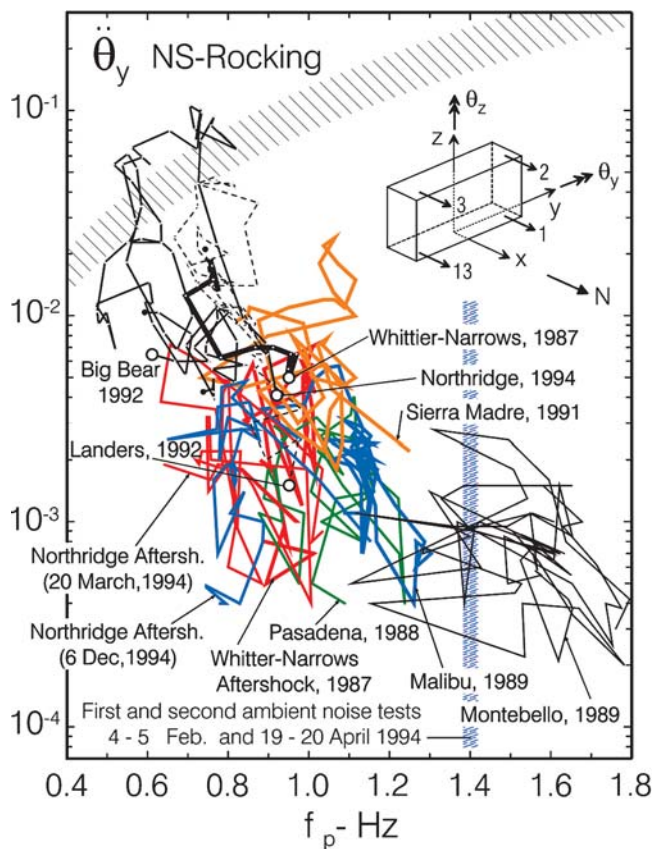 θ̈y NS-Rocking
10⁻¹
10⁻²
10⁻³
10⁻⁴
θz
z
2
θy
3
y
1
x
13
N
Whittier-Narrows, 1987
Big Bear
1992
Northridge, 1994
Sierra Madre, 1991
Landers, 1992
Northridge Aftersh.
(20 March,1994)
Northridge Aftersh.
(6 Dec,1994)
Pasadena, 1988
Whitter-Narrows
Aftershock, 1987
Malibu, 1989
Montebello, 1989
First and second ambient noise tests
4 - 5 Feb. and 19 - 20 April 1994
0.4 0.6 0.8 1.0 1.2 1.4 1.6 1.8
fp- Hz